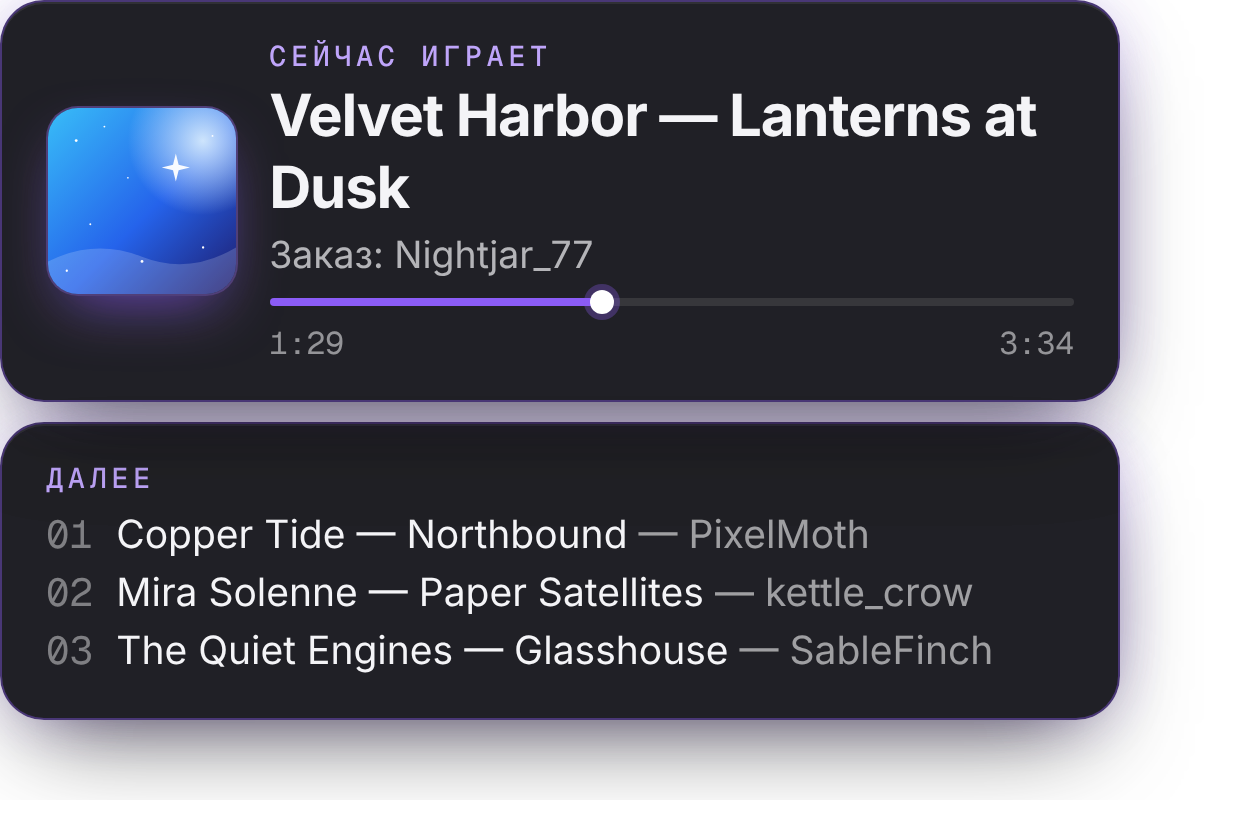 СЕЙЧАС ИГРАЕТ
Velvet Harbor — Lanterns at
Dusk
Заказ: Nightjar_77
1:29 3:34
ДАЛЕЕ
01 Copper Tide — Northbound — PixelMoth
02 Mira Solenne — Paper Satellites — kettle_crow
03 The Quiet Engines — Glasshouse — SableFinch